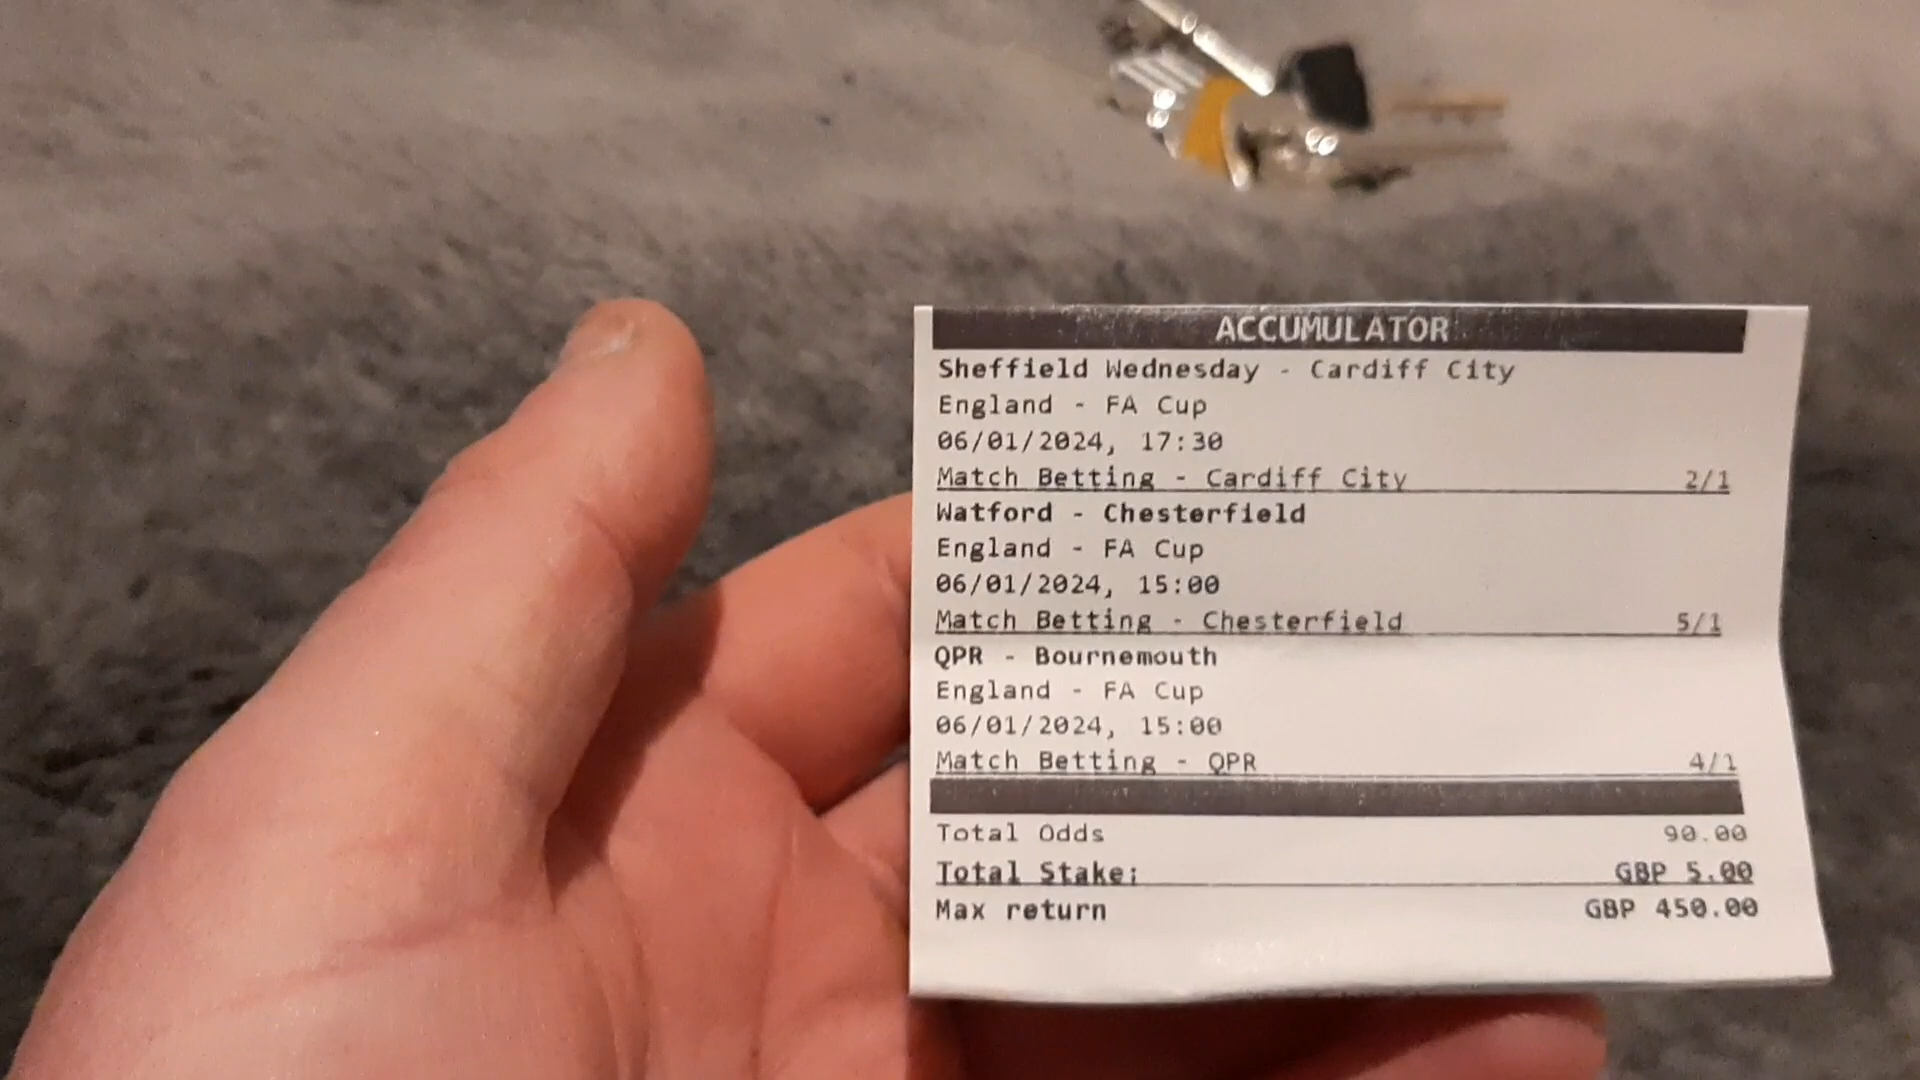 ACCUMULATOR
Sheffield Wednesday - Cardiff City
England - FA Cup
06/01/2024, 17:30
Match Betting - Cardiff City 2/1
Watford - Chesterfield
England - FA Cup
06/01/2024, 15:00
Match Betting - Chesterfield 5/1
QPR - Bournemouth
England - FA Cup
06/01/2024, 15:00
Match Betting - QPR 4/1
Total Odds 90.00
Total Stake: GBP 5.00
Max return GBP 450.00